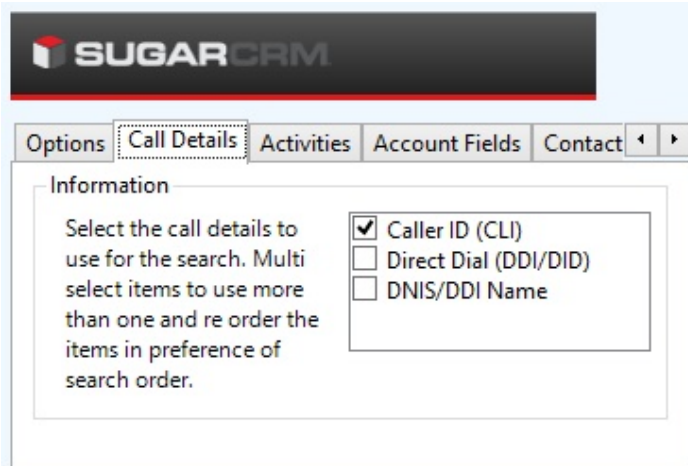 SUGARCRM
Options Call Details Activities Account Fields Contact
Information
Select the call details to
use for the search. Multi
select items to use more
than one and re order the
items in preference of
search order.
Caller ID (CLI)
Direct Dial (DDI/DID)
DNIS/DDI Name